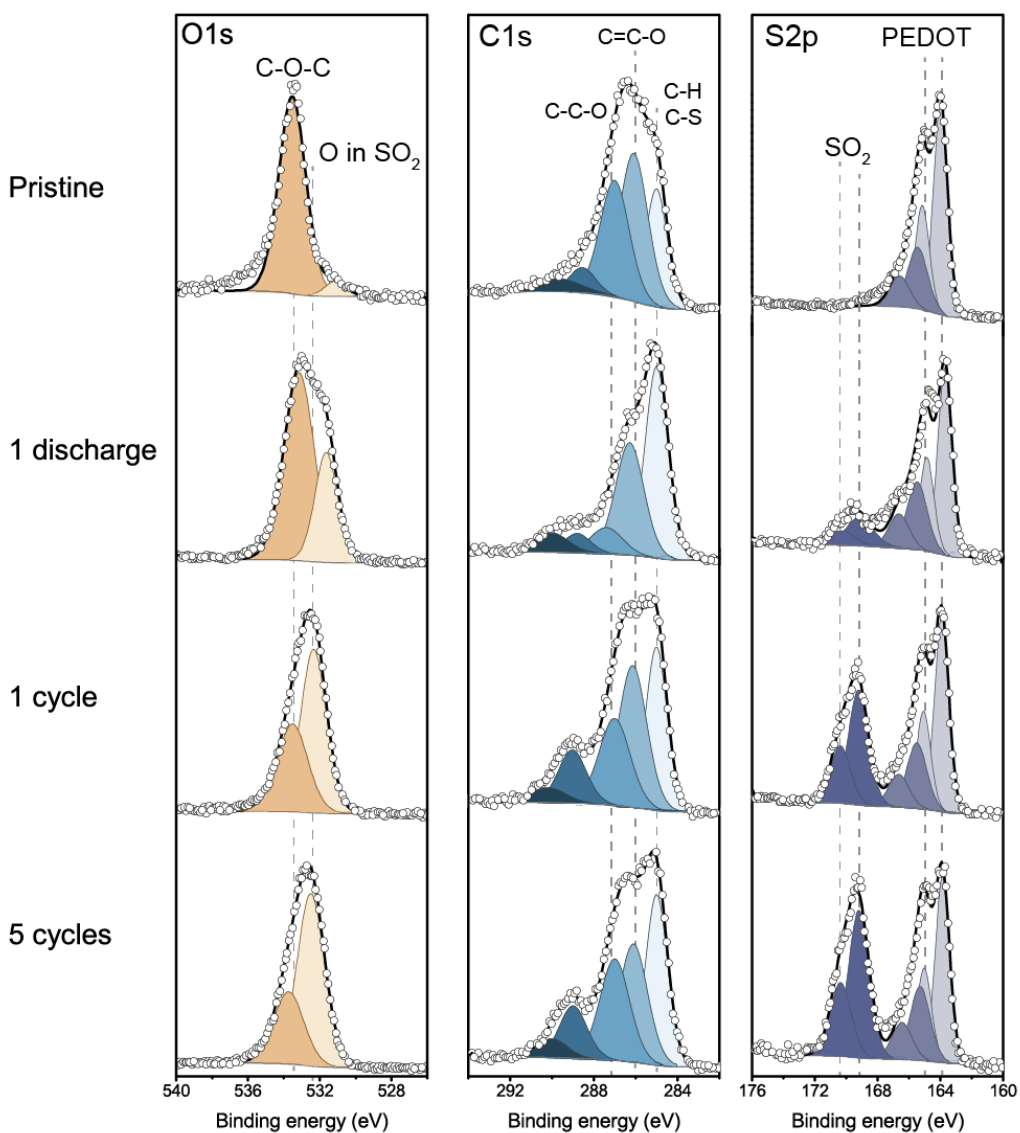 O1s
C-O-C
O in SO₂
C1s
C=C-O
C-C-O
C-H
C-S
S2p
PEDOT
SO₂
Pristine
1 discharge
1 cycle
5 cycles
540 536 532 528
292 288 284
176 172 168 164 160
Binding energy (eV) Binding energy (eV) Binding energy (eV)